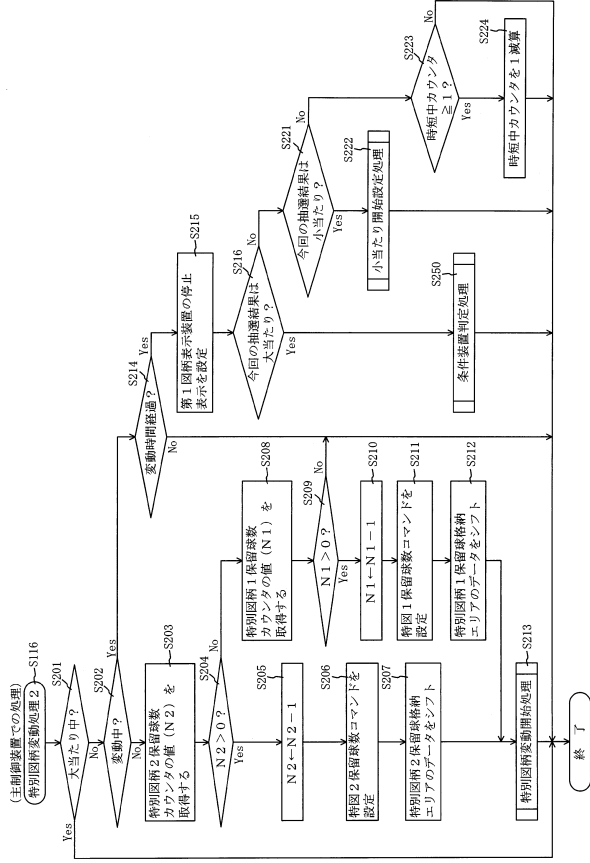 (主制御装置での処理)
特別図柄変動処理2
S116
S201
大当たり中?
Yes
No
S202
変動中?
Yes
No
S203
特別図柄2保留球数
カウンタの値(N2)を
取得する
S204
N2>0?
No
Yes
S205
N2←N2-1
S206
特図2保留球数コマンドを
設定
S207
特別図柄2保留球格納
エリアのデータをシフト
S208
特別図柄1保留球数
カウンタの値(N1)を
取得する
S209
N1>0?
No
Yes
S210
N1←N1-1
S211
特図1保留球数コマンドを
設定
S212
特別図柄1保留球格納
エリアのデータをシフト
S213
特別図柄変動開始処理
S214
変動時間経過?
Yes
No
S215
第1図柄表示装置の停止
表示を設定
S216
今回の抽選結果は
大当たり?
No
Yes
S250
条件装置判定処理
S221
今回の抽選結果は
小当たり?
No
Yes
S222
小当たり開始設定処理
S223
時短中カウンタ
≧1?
No
Yes
S224
時短中カウンタを1減算
終了